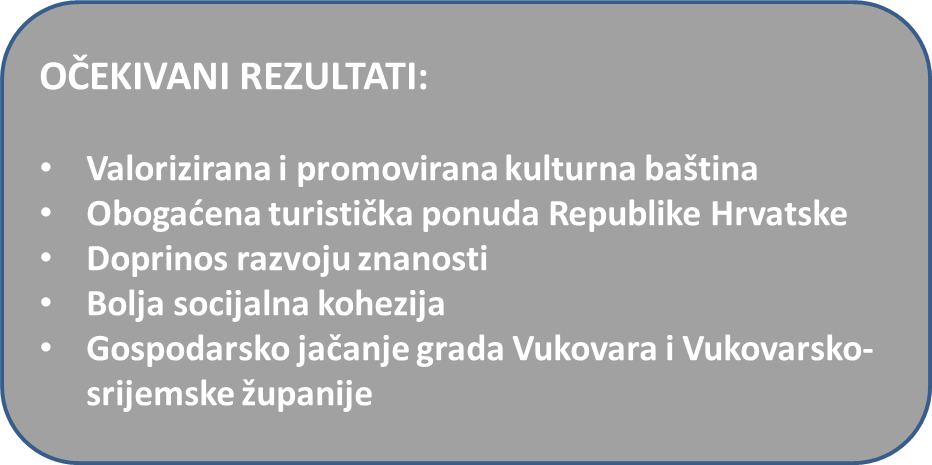 OČEKIVANI REZULTATI:
• Valorizirana i promovirana kulturna baština
• Obogaćena turistička ponuda Republike Hrvatske
• Doprinos razvoju znanosti
• Bolja socijalna kohezija
• Gospodarsko jačanje grada Vukovara i Vukovarsko-
srijemske županije